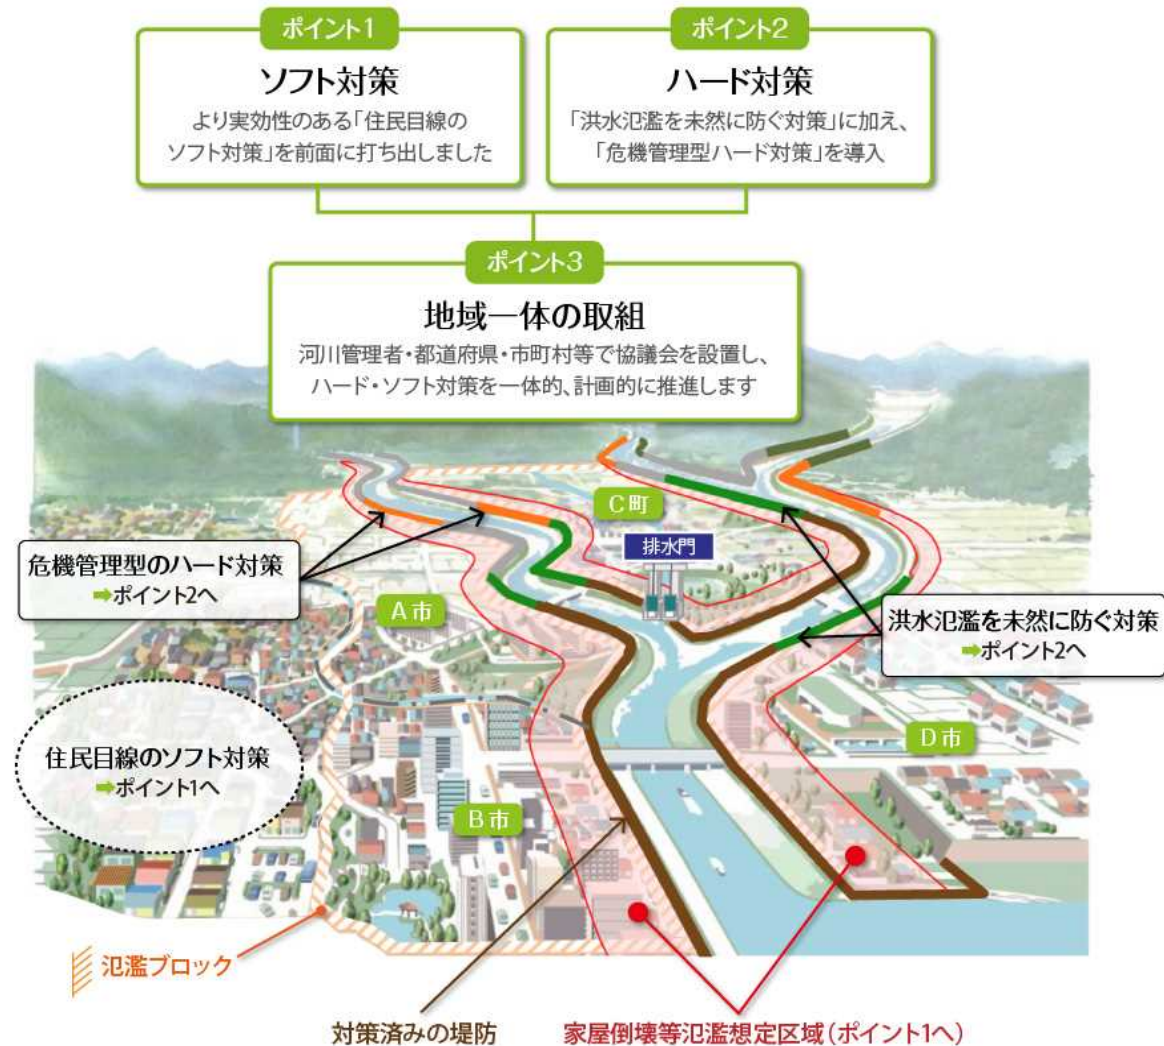 ポイント1
ソフト対策
より実効性のある「住民目線の
ソフト対策」を前面に打ち出しました
ポイント2
ハード対策
「洪水氾濫を未然に防ぐ対策」に加え、
「危機管理型ハード対策」を導入
ポイント3
地域一体の取組
河川管理者・都道府県・市町村等で協議会を設置し、
ハード・ソフト対策を一体的、計画的に推進します
C町
排水門
危機管理型のハード対策
➡ポイント2へ
A市
洪水氾濫を未然に防ぐ対策
➡ポイント2へ
住民目線のソフト対策
➡ポイント1へ
D市
B市
氾濫ブロック
対策済みの堤防
家屋倒壊等氾濫想定区域(ポイント1へ)